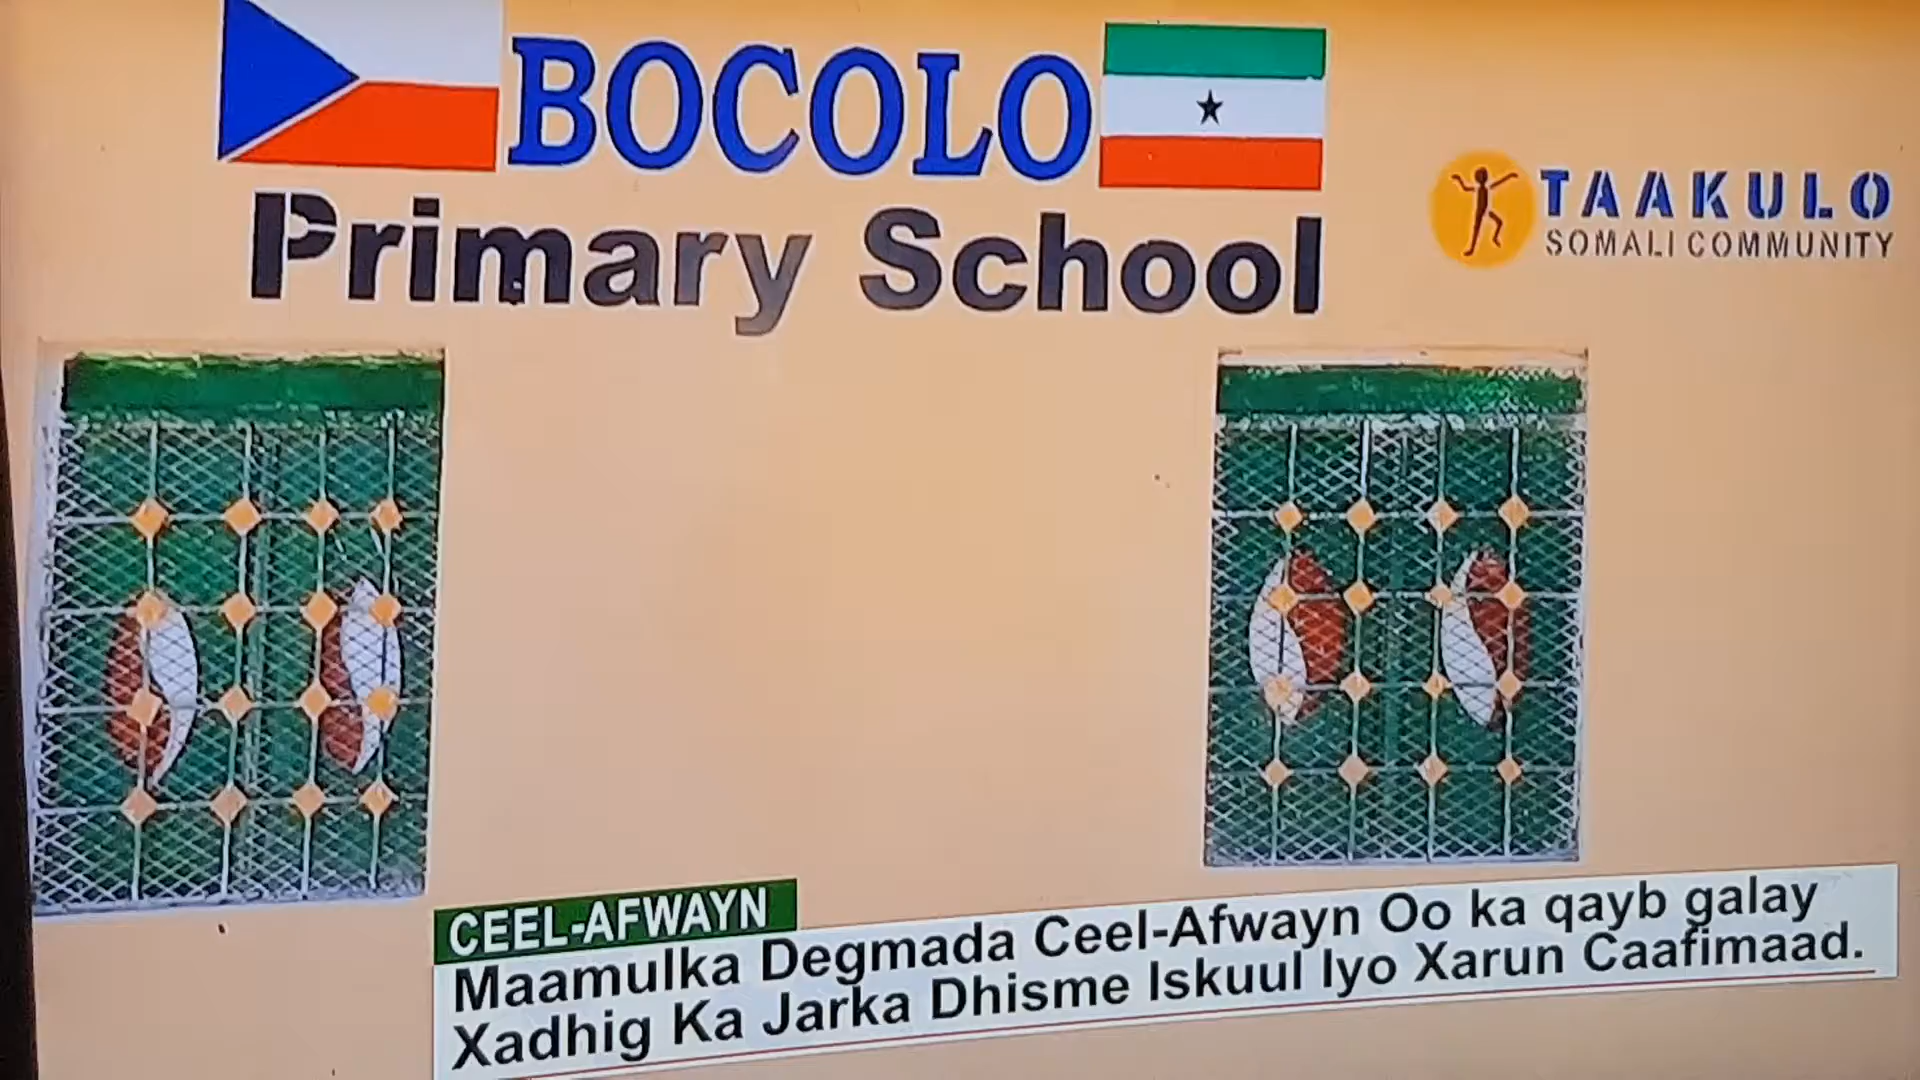 BOCOLO
Primary School
TAAKULO
SOMALI COMMUNITY
CEEL-AFWAYN
Maamulka Degmada Ceel-Afwayn Oo ka qayb galay
Xadhig Ka Jarka Dhisme Iskuul Iyo Xarun Caafimaad.